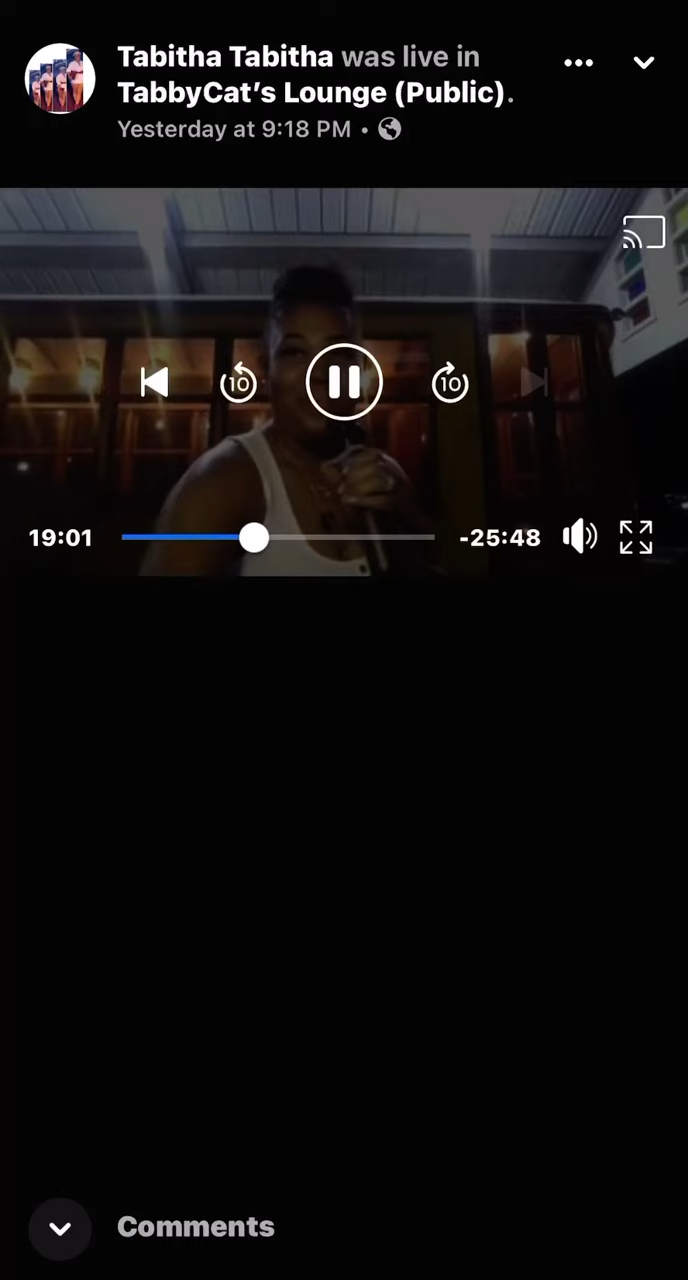 Tabitha Tabitha was live in
TabbyCat’s Lounge (Public).
Yesterday at 9:18 PM •
10
10
19:01
-25:48
Comments